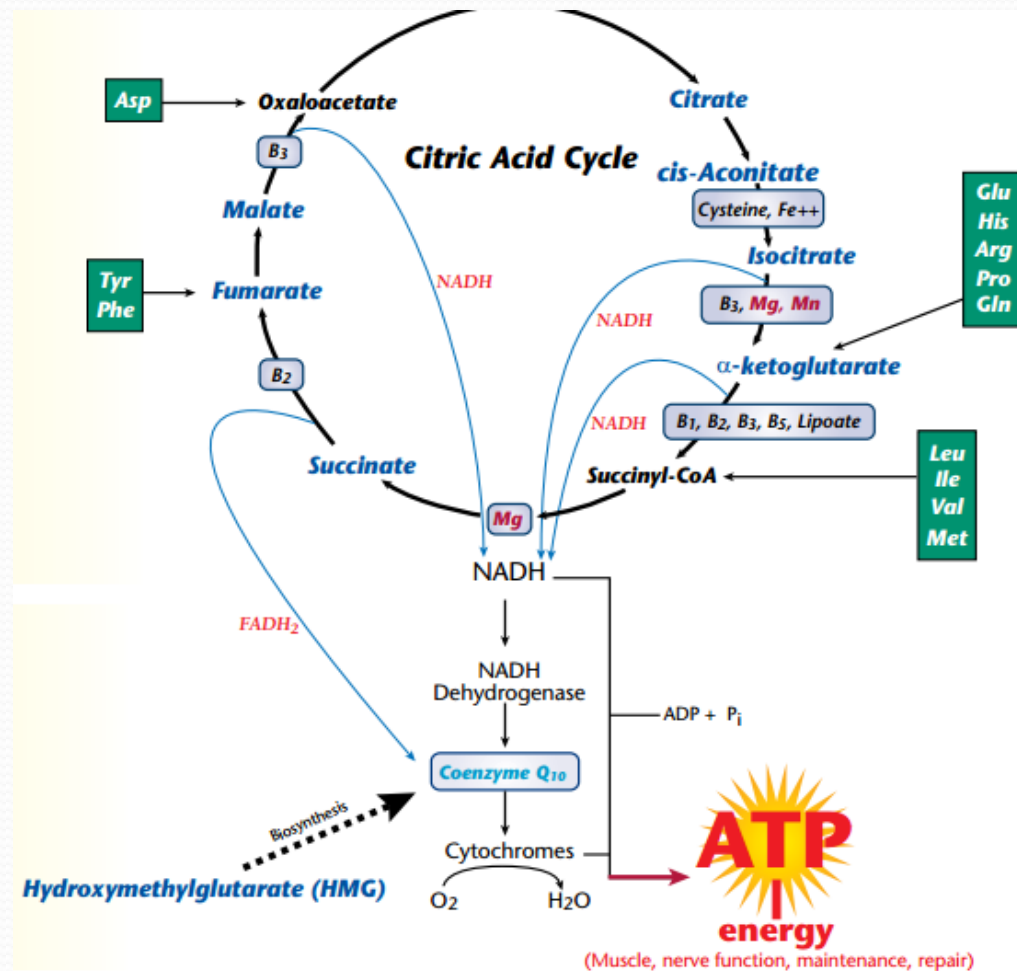 Asp
Oxaloacetate
Citrate
B3
Citric Acid Cycle
cis-Aconitate
Cysteine, Fe++
Malate
Isocitrate
Glu
His
Arg
Pro
Gln
Tyr
Phe
Fumarate
NADH
NADH
B3, Mg, Mn
α-ketoglutarate
B2
NADH
B1, B2, B3, B5, Lipoate
Succinate
Succinyl-CoA
Leu
Ile
Val
Met
Mg
NADH
FADH2
NADH
Dehydrogenase
ADP + Pi
Coenzyme Q10
Biosynthesis
Cytochromes
Hydroxymethylglutarate (HMG)
O2
H2O
ATP
energy
(Muscle, nerve function, maintenance, repair)